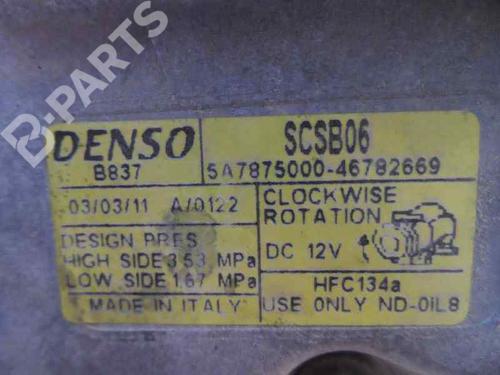 B-PARTS
DENSO
B837
SCSB06
5A7875000-46782669
03/03/11 A/0122
DESIGN PRES
HIGH SIDE 3.53 MPa
LOW SIDE 1.67 MPa
MADE IN ITALY
CLOCKWISE
ROTATION
DC 12V
HFC134a
USE ONLY ND-OIL8